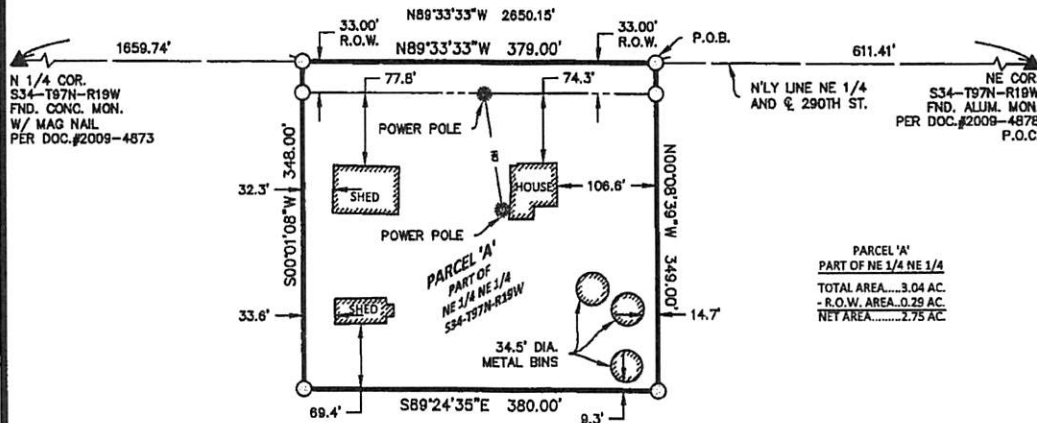 N89°33'33"W 2650.15'
1659.74'
33.00'
R.O.W.
N89°33'33"W 379.00'
33.00'
R.O.W.
P.O.B.
611.41'
N 1/4 COR.
S34-T97N-R19W
FND. CONC. MON.
W/ MAG NAIL
PER DOC.#2009-4873
77.8'
74.3'
N'LY LINE NE 1/4
AND ℄ 290TH ST.
NE COR.
S34-T97N-R19W
FND. ALUM. MON.
PER DOC.#2009-4878
P.O.C.
POWER POLE
S00°01'08"W 348.00'
OH
N00°08'39"W 349.00'
32.3'
SHED
HOUSE
106.6'
POWER POLE
PARCEL 'A'
PART OF
NE 1/4 NE 1/4
S34-T97N-R19W
PARCEL 'A'
PART OF NE 1/4 NE 1/4
TOTAL AREA.....3.04 AC.
- R.O.W. AREA..0.29 AC.
NET AREA.........2.75 AC.
33.6'
SHED
14.7'
34.5' DIA.
METAL BINS
69.4'
S89°24'35"E 380.00'
9.3'